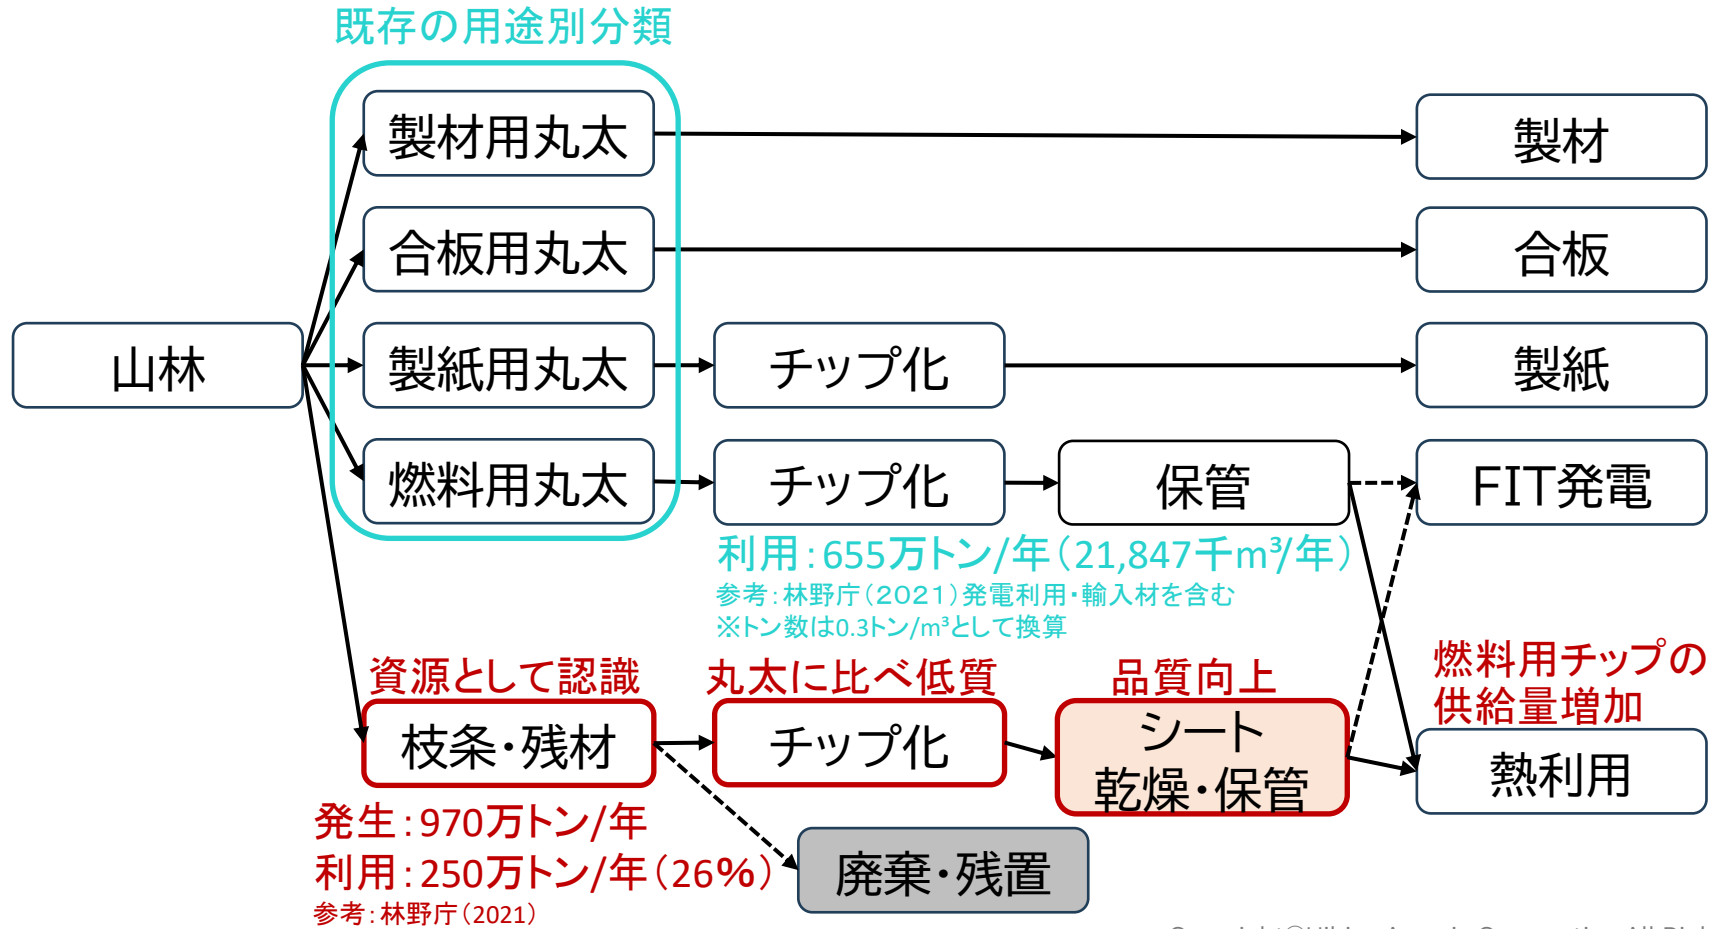 既存の用途別分類
製材用丸太
製材
合板用丸太
合板
山林
製紙用丸太
チップ化
製紙
燃料用丸太
チップ化
保管
FIT発電
利用：655万トン/年（21,847千m³/年）
参考：林野庁（2021）発電利用・輸入材を含む
※トン数は0.3トン/m³として換算
資源として認識
丸太に比べ低質
品質向上
燃料用チップの
供給量増加
枝条・残材
チップ化
シート
乾燥・保管
熱利用
発生：970万トン/年
利用：250万トン/年（26%）
参考：林野庁（2021）
廃棄・残置